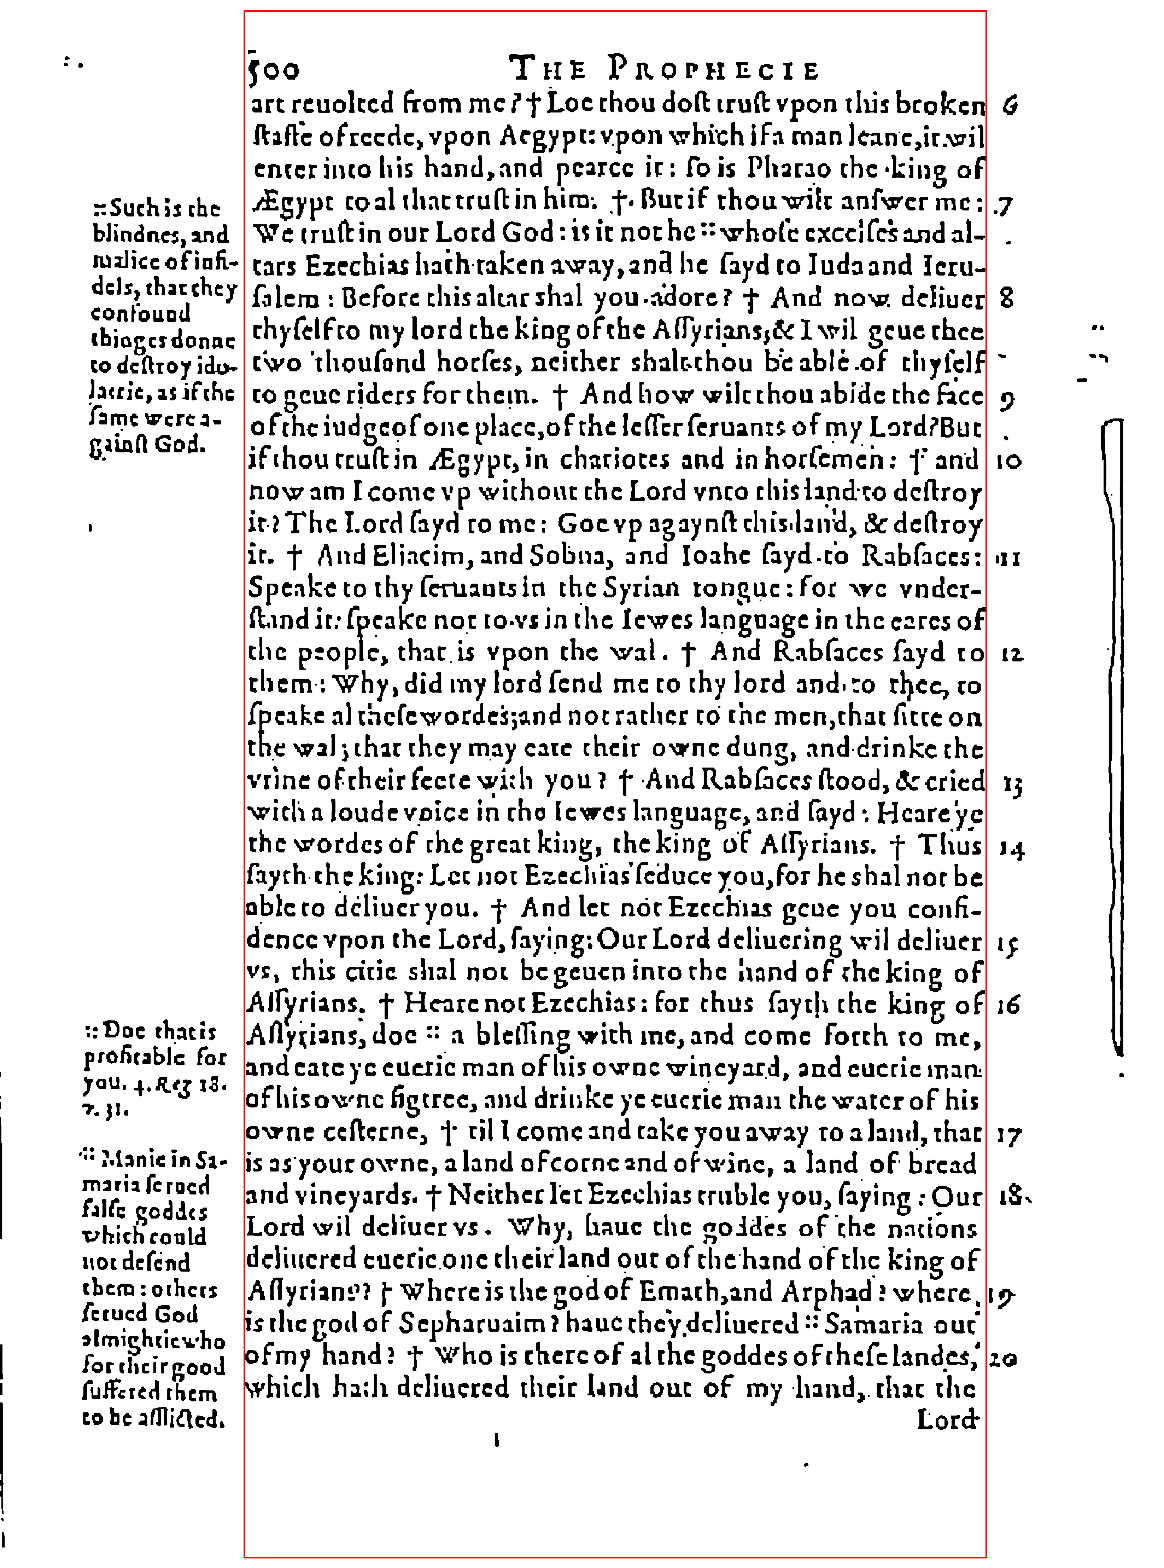 500 THE PROPHECIE
art reuolted from me? † Loe thou doſt truſt vpon this broken 6
ſtaffe of reede, vpon Aegypt: vpon which if a man leane, it wil
enter into his hand, and pearce it: ſo is Pharao the king of
Ægypt to al that truſt in him. †. But if thou wilt anſwer me: 7
We truſt in our Lord God: is it not he :: whoſe excelſes and al-
tars Ezechias hath taken away, and he ſayd to Iuda and Ieru-
ſalem: Before this altar shal you adore? † And now deliuer 8
thyſelf to my lord the king of the Aſſyrians, & I wil geue thee
two thouſand horſes, neither shalt thou be able of thyſelf
to geue riders for them. † And how wilt thou abide the face 9
of the iudge of one place, of the leſſer ſeruants of my Lord? But
if thou truſt in Ægypt, in chariotes and in horſemen: † and 10
now am I come vp without the Lord vnto this land to deſtroy
it? The Lord ſayd to me: Goe vp agaynſt this land, & deſtroy
it. † And Eliacim, and Sobna, and Ioahe ſayd to Rabſaces: 11
Speake to thy ſeruants in the Syrian tongue: for we vnder-
ſtand it: ſpeake not to vs in the Iewes language in the eares of
the people, that is vpon the wal. † And Rabſaces ſayd to 12
them: Why, did my lord ſend me to thy lord and to thee, to
ſpeake al theſe wordes; and not rather to the men, that ſitte on
the wal; that they may eate their owne dung, and drinke the
vrine of their feete with you? † And Rabſaces ſtood, & cried 13
with a loude voice in the Iewes language, and ſayd: Heare ye
the wordes of the great king, the king of Aſſyrians. † Thus 14
ſayth the king: Let not Ezechias ſeduce you, for he shal not be
able to deliuer you. † And let not Ezechias geue you confi-
dence vpon the Lord, ſaying: Our Lord deliuering wil deliuer 15
vs, this citie shal not be geuen into the hand of the king of
Aſſyrians. † Heare not Ezechias: for thus ſayth the king of 16
Aſſyrians, doe :: a bleſſing with me, and come forth to me,
and eate ye euerie man of his owne wineyard, and euerie man
of his owne figtree, and drinke ye euerie man the water of his
owne ceſterne, † til I come and take you away to a land, that 17
is as your owne, a land of corne and of wine, a land of bread
and vineyards. † Neither let Ezechias truble you, ſaying: Our 18
Lord wil deliuer vs. Why, haue the goddes of the nations
deliuered euerie one their land out of the hand of the king of
Aſſyrians? † Where is the god of Emath, and Arphad? where 19
is the god of Sepharuaim? haue they deliuered :: Samaria out
of my hand? † Who is there of al the goddes of theſe landes, 20
which hath deliuered their land out of my hand, that the
Lord
:: Such is the
blindnes, and
malice of infi-
dels, that they
confound
thinges donne
to deſtroy ido-
latrie, as if the
ſame were a-
gainſt God.
:: Doe that is
profitable for
you. 4. Reg 18.
v. 31.
:: Manie in Sa-
maria ſerued
falſe goddes
which could
not defend
them: others
ſerued God
almightie who
for their good
ſuffered them
to be afflicted.